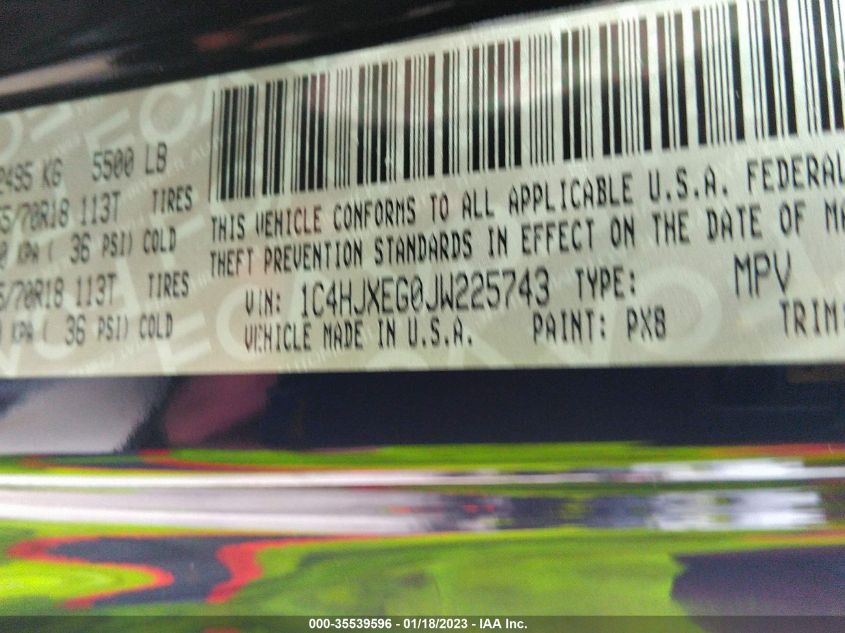 2495 KG 5500 LB
5/70R18 113T TIRES
0 KPA ( 36 PSI) COLD
5/70R18 113T TIRES
KPA ( 36 PSI) COLD
THIS VEHICLE CONFORMS TO ALL APPLICABLE U.S.A. FEDERAL
THEFT PREVENTION STANDARDS IN EFFECT ON THE DATE OF MA
VIN: 1C4HJXEG0JW225743 TYPE: MPV
VEHICLE MADE IN U.S.A. PAINT: PX8 TRIM:
000-35539596 - 01/18/2023 - IAA Inc.